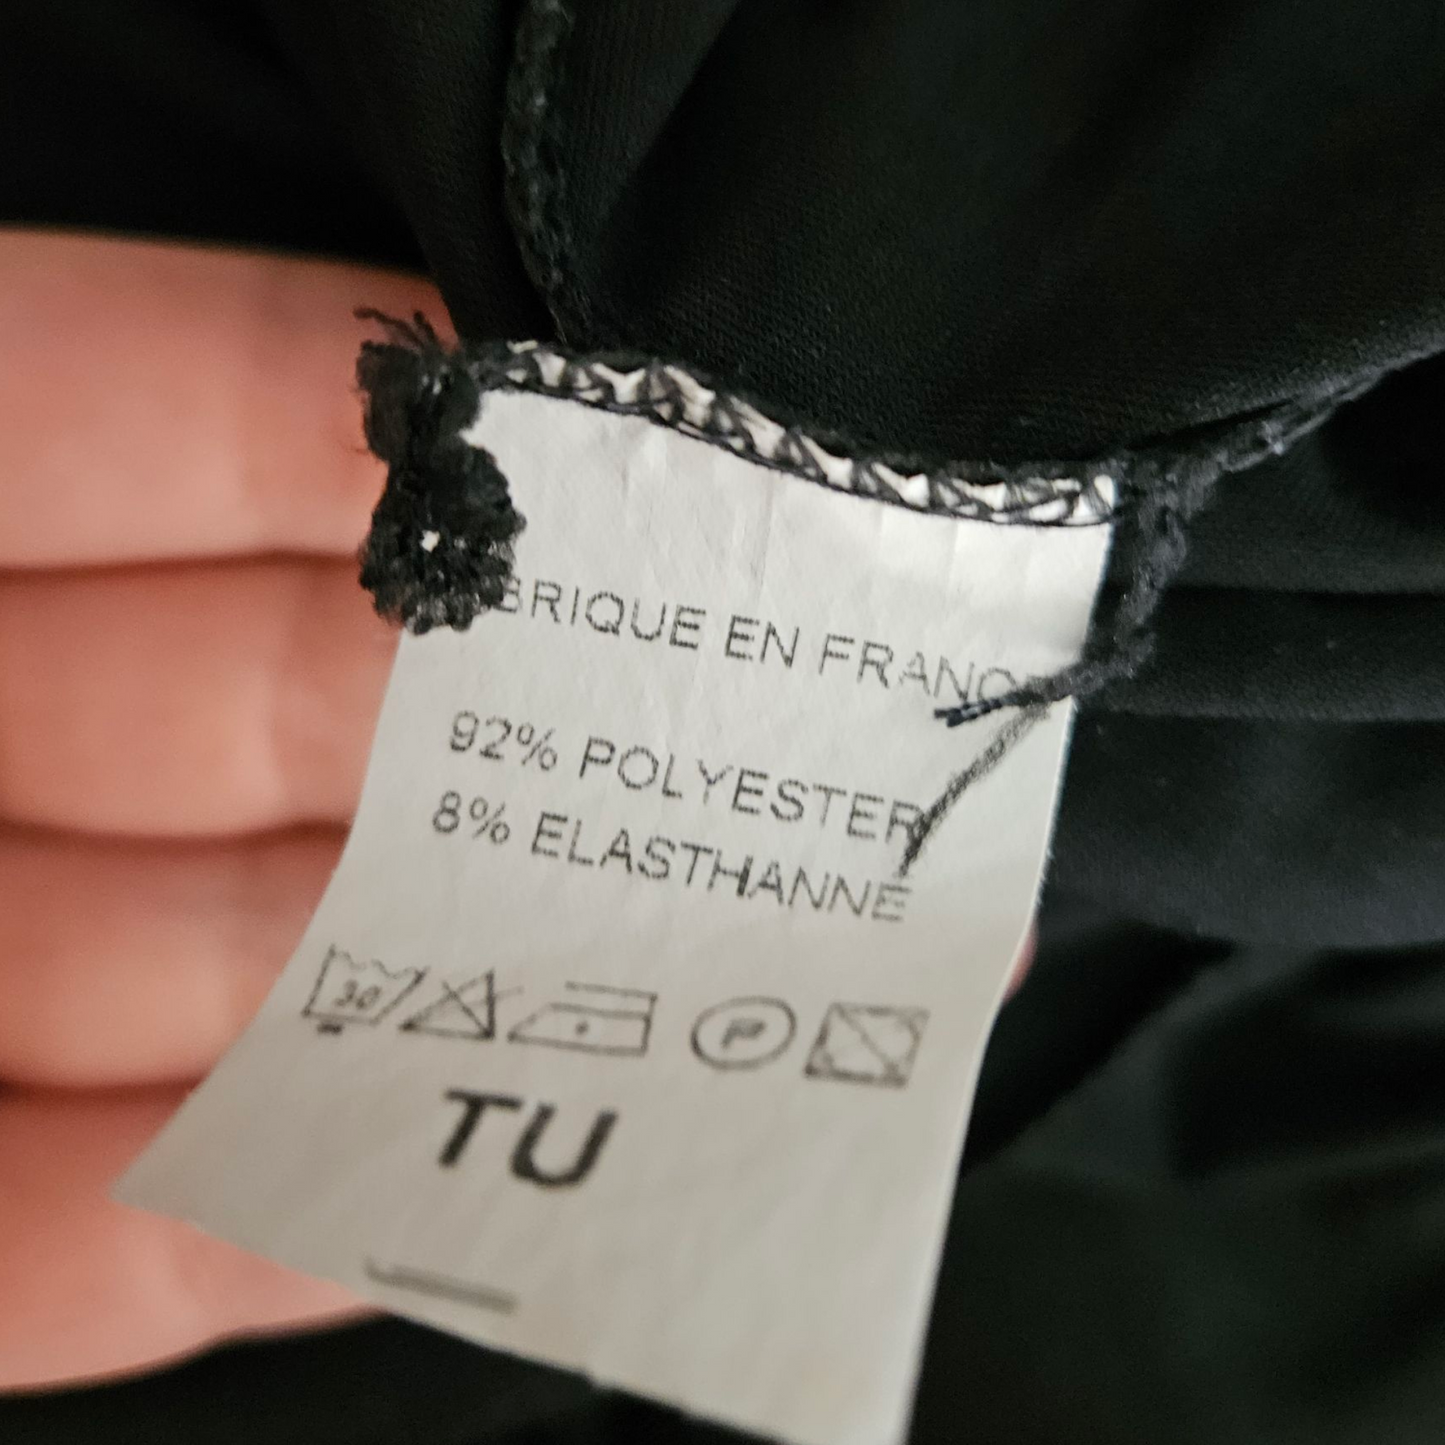 BRIQUE EN FRANC
92% POLYESTER
8% ELASTHANNE
30 P
TU